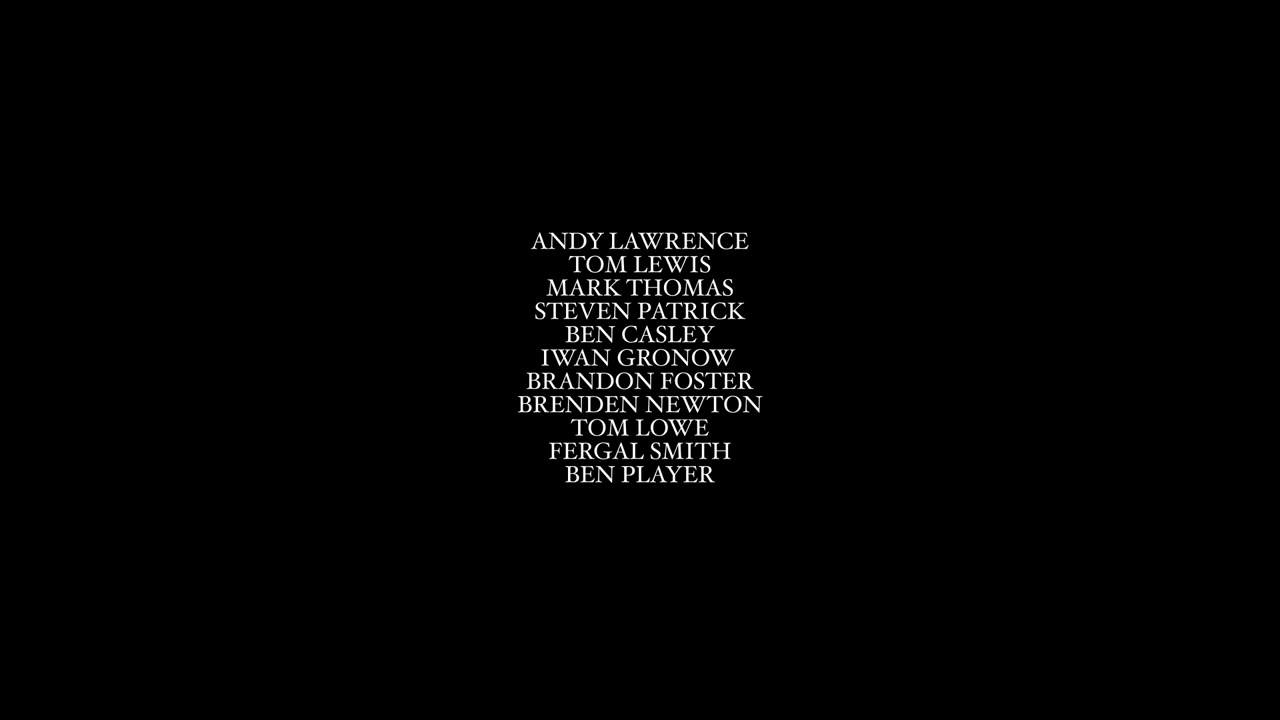 ANDY LAWRENCE
TOM LEWIS
MARK THOMAS
STEVEN PATRICK
BEN CASLEY
IWAN GRONOW
BRANDON FOSTER
BRENDEN NEWTON
TOM LOWE
FERGAL SMITH
BEN PLAYER